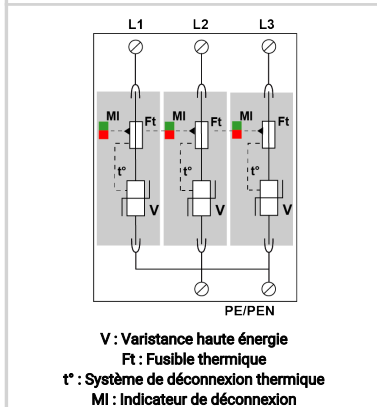 L1 L2 L3
MI Ft MI Ft MI Ft
t° t° t°
V V V
PE/PEN
V : Varistance haute énergie
Ft : Fusible thermique
t° : Système de déconnexion thermique
MI : Indicateur de déconnexion